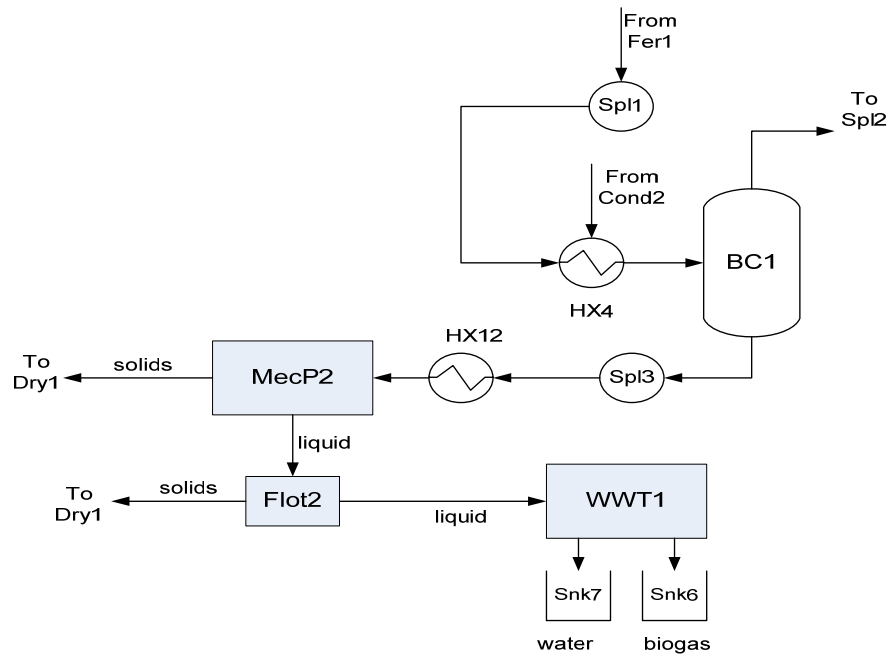 From
Fer1
Spl1
To
Spl2
From
Cond2
BC1
HX4
HX12
To
Dry1
solids
MecP2
Spl3
liquid
To
Dry1
solids
Flot2
liquid
WWT1
Snk7
Snk6
water
biogas